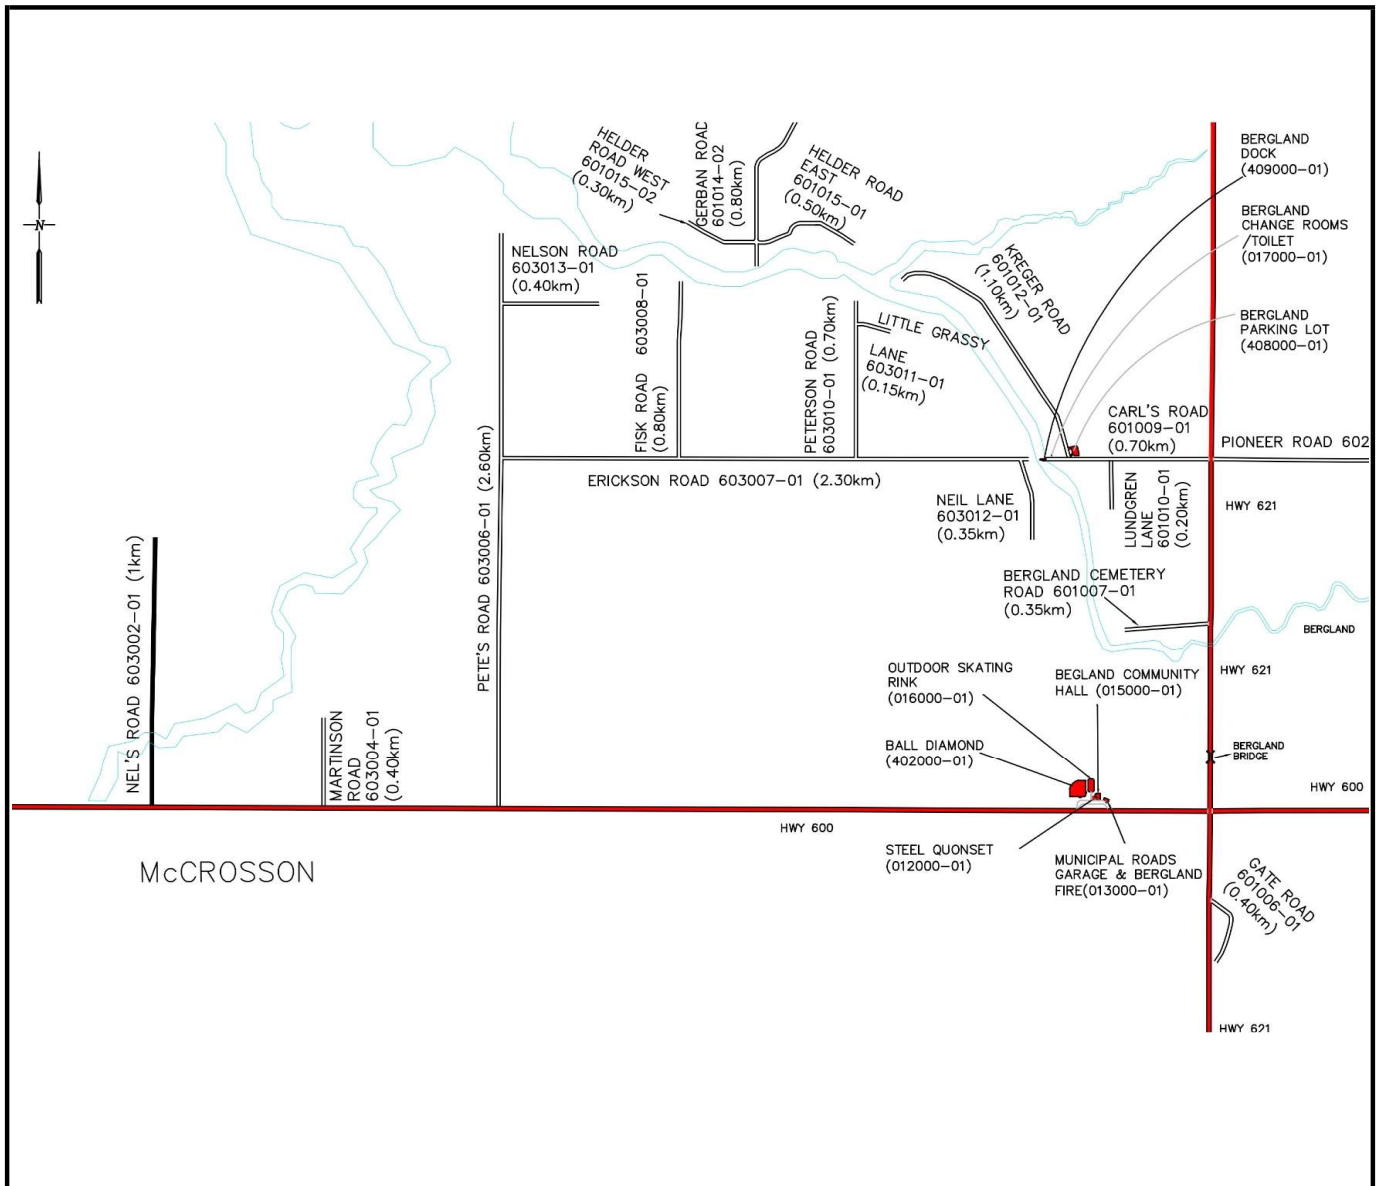 HELDER
ROAD WEST
601015-02
(0.30km)
GERBAN ROAD
601014-02
(0.80km)
HELDER ROAD
EAST
601015-01
(0.50km)
BERGLAND
DOCK
(409000-01)
BERGLAND
CHANGE ROOMS
/TOILET
(017000-01)
N
NELSON ROAD
603013-01
(0.40km)
FISK ROAD 603008-01
(0.80km)
PETERSON ROAD
603010-01 (0.70km)
LITTLE GRASSY
LANE
603011-01
(0.15km)
KREGER ROAD
601012-01
(1.10km)
BERGLAND
PARKING LOT
(408000-01)
CARL'S ROAD
601009-01
(0.70km)
PIONEER ROAD 602
ERICKSON ROAD 603007-01 (2.30km)
PETE'S ROAD 603006-01 (2.60km)
NEIL LANE
603012-01
(0.35km)
LUNDGREN
LANE
601010-01
(0.20km)
HWY 621
NEL'S ROAD 603002-01 (1km)
BERGLAND CEMETERY
ROAD 601007-01
(0.35km)
BERGLAND
OUTDOOR SKATING
RINK
(016000-01)
BEGLAND COMMUNITY
HALL (015000-01)
HWY 621
MARTINSON
ROAD
603004-01
(0.40km)
BALL DIAMOND
(402000-01)
BERGLAND
BRIDGE
HWY 600
HWY 600
McCROSSON
STEEL QUONSET
(012000-01)
MUNICIPAL ROADS
GARAGE & BERGLAND
FIRE(013000-01)
GATE ROAD
601006-01
(0.40km)
HWY 621